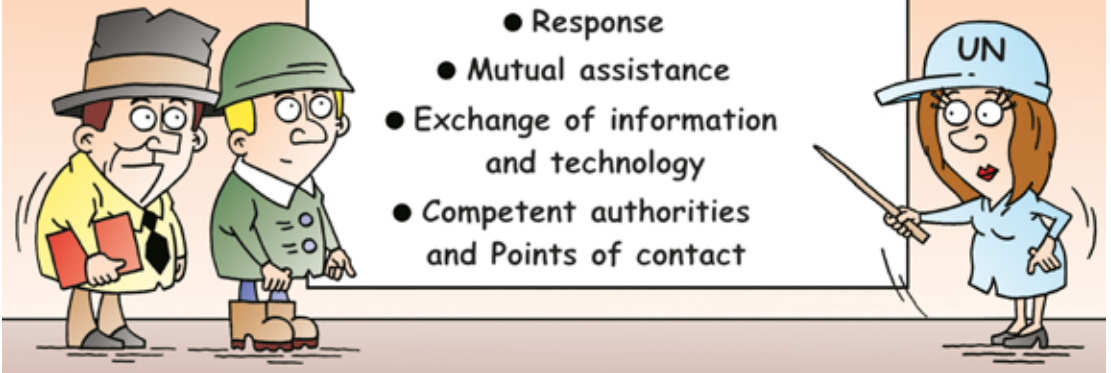 ● Response
● Mutual assistance
● Exchange of information
and technology
● Competent authorities
and Points of contact
UN